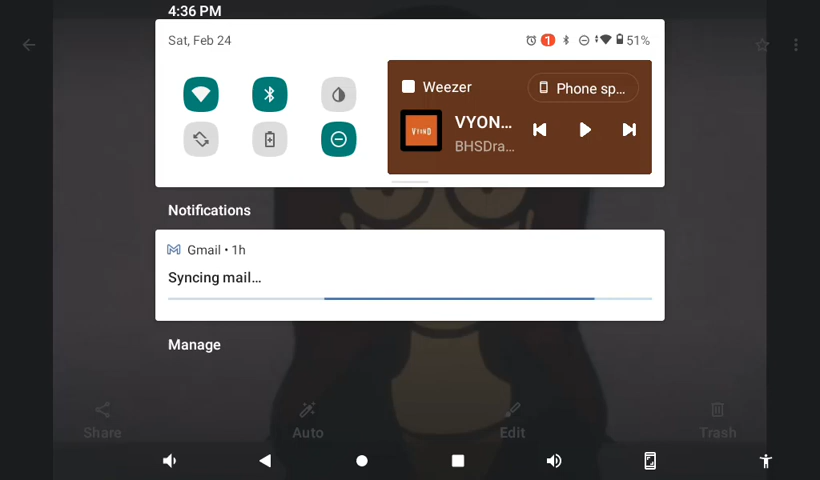 4:36 PM
Sat, Feb 24
1
51%
Weezer
Phone sp...
VYND
VYON...
BHSDra...
Notifications
Gmail • 1h
Syncing mail...
Manage
Share
Auto
Edit
Trash